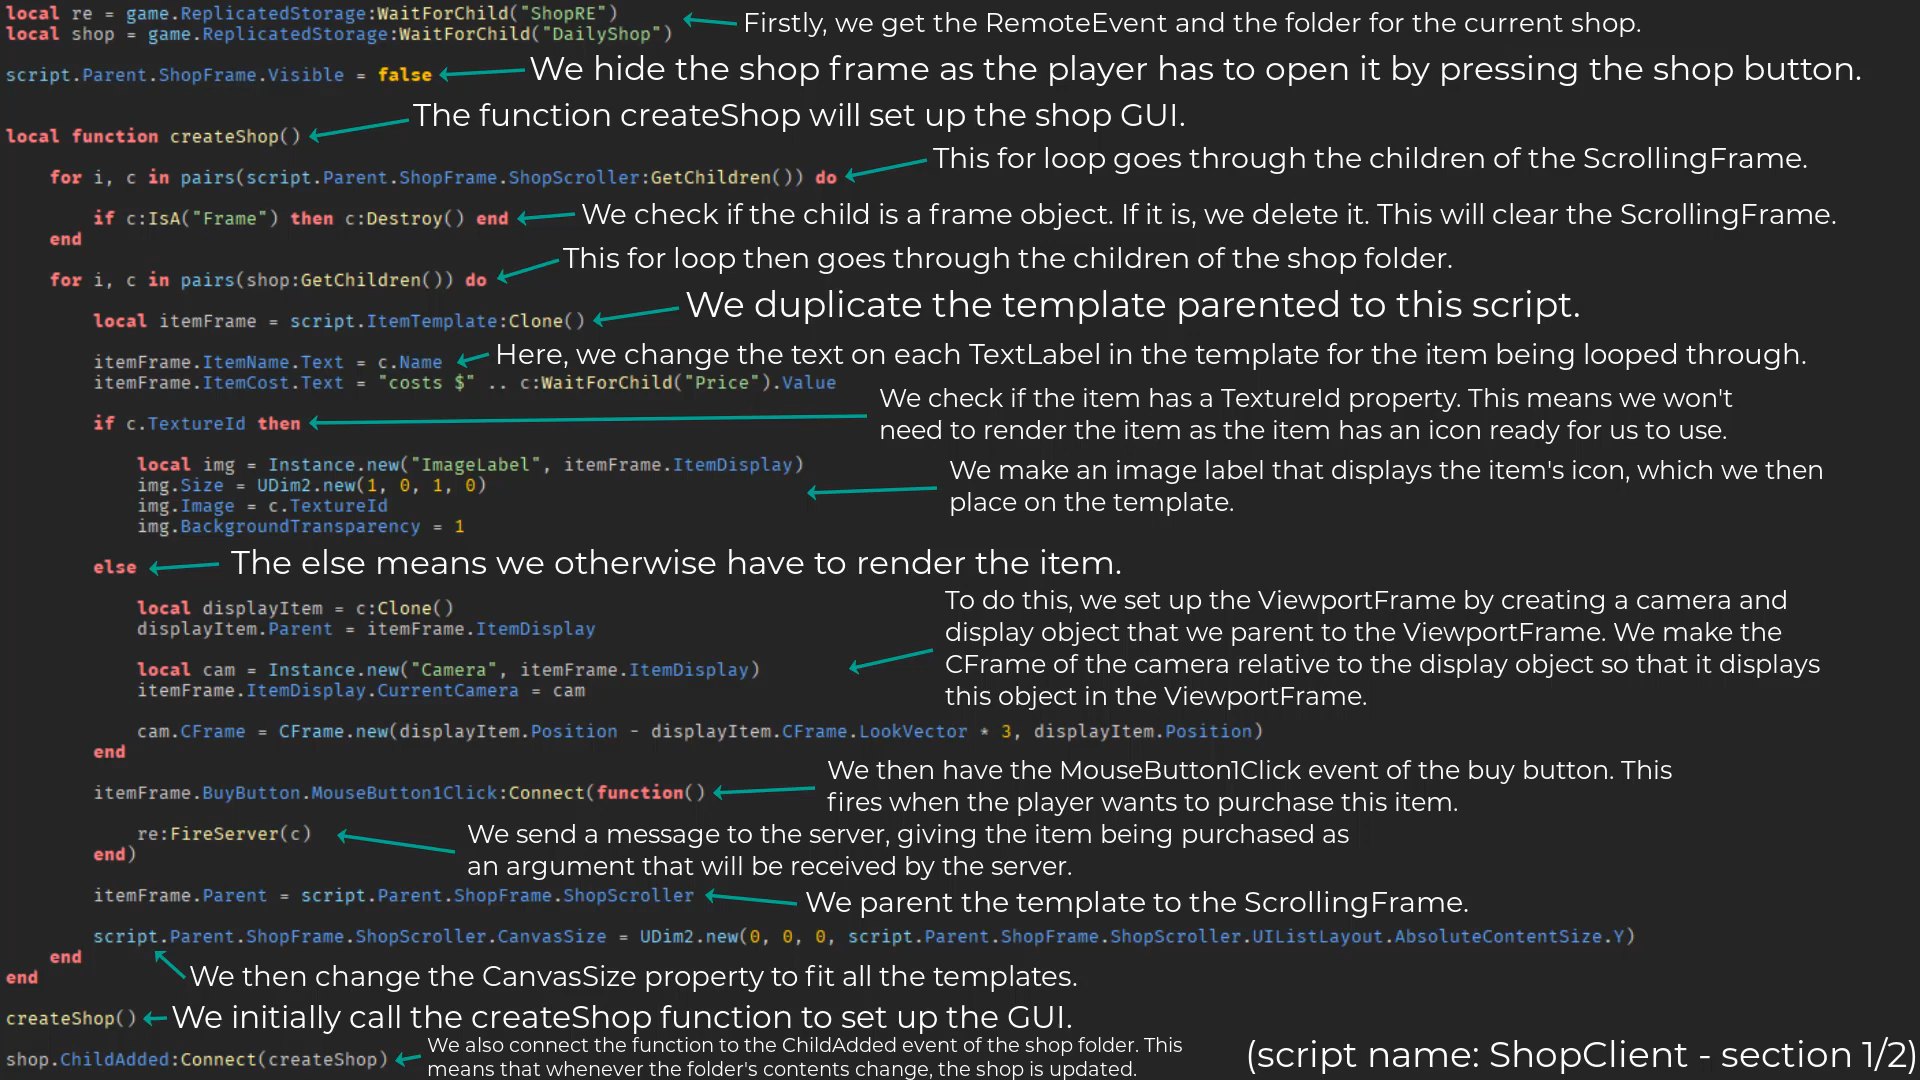 local re = game.ReplicatedStorage:WaitForChild("ShopRE")
Firstly, we get the RemoteEvent and the folder for the current shop.
local shop = game.ReplicatedStorage:WaitForChild("DailyShop")
script.Parent.ShopFrame.Visible = false
We hide the shop frame as the player has to open it by pressing the shop button.
The function createShop will set up the shop GUI.
local function createShop()
This for loop goes through the children of the ScrollingFrame.
for i, c in pairs(script.Parent.ShopFrame.ShopScroller:GetChildren()) do
if c:IsA("Frame") then c:Destroy() end
We check if the child is a frame object. If it is, we delete it. This will clear the ScrollingFrame.
end
This for loop then goes through the children of the shop folder.
for i, c in pairs(shop:GetChildren()) do
We duplicate the template parented to this script.
local itemFrame = script.ItemTemplate:Clone()
Here, we change the text on each TextLabel in the template for the item being looped through.
itemFrame.ItemName.Text = c.Name
itemFrame.ItemCost.Text = "costs $" .. c:WaitForChild("Price").Value
We check if the item has a TextureId property. This means we won't
need to render the item as the item has an icon ready for us to use.
if c.TextureId then
local img = Instance.new("ImageLabel", itemFrame.ItemDisplay)
img.Size = UDim2.new(1, 0, 1, 0)
img.Image = c.TextureId
img.BackgroundTransparency = 1
We make an image label that displays the item's icon, which we then
place on the template.
else
The else means we otherwise have to render the item.
local displayItem = c:Clone()
displayItem.Parent = itemFrame.ItemDisplay
local cam = Instance.new("Camera", itemFrame.ItemDisplay)
itemFrame.ItemDisplay.CurrentCamera = cam
To do this, we set up the ViewportFrame by creating a camera and
display object that we parent to the ViewportFrame. We make the
CFrame of the camera relative to the display object so that it displays
this object in the ViewportFrame.
cam.CFrame = CFrame.new(displayItem.Position - displayItem.CFrame.LookVector * 3, displayItem.Position)
end
We then have the MouseButton1Click event of the buy button. This
fires when the player wants to purchase this item.
itemFrame.BuyButton.MouseButton1Click:Connect(function()
re:FireServer(c)
We send a message to the server, giving the item being purchased as
an argument that will be received by the server.
end)
itemFrame.Parent = script.Parent.ShopFrame.ShopScroller
We parent the template to the ScrollingFrame.
script.Parent.ShopFrame.ShopScroller.CanvasSize = UDim2.new(0, 0, 0, script.Parent.ShopFrame.ShopScroller.UIListLayout.AbsoluteContentSize.Y)
end
We then change the CanvasSize property to fit all the templates.
end
createShop()
We initially call the createShop function to set up the GUI.
shop.ChildAdded:Connect(createShop)
We also connect the function to the ChildAdded event of the shop folder. This
means that whenever the folder's contents change, the shop is updated.
(script name: ShopClient - section 1/2)